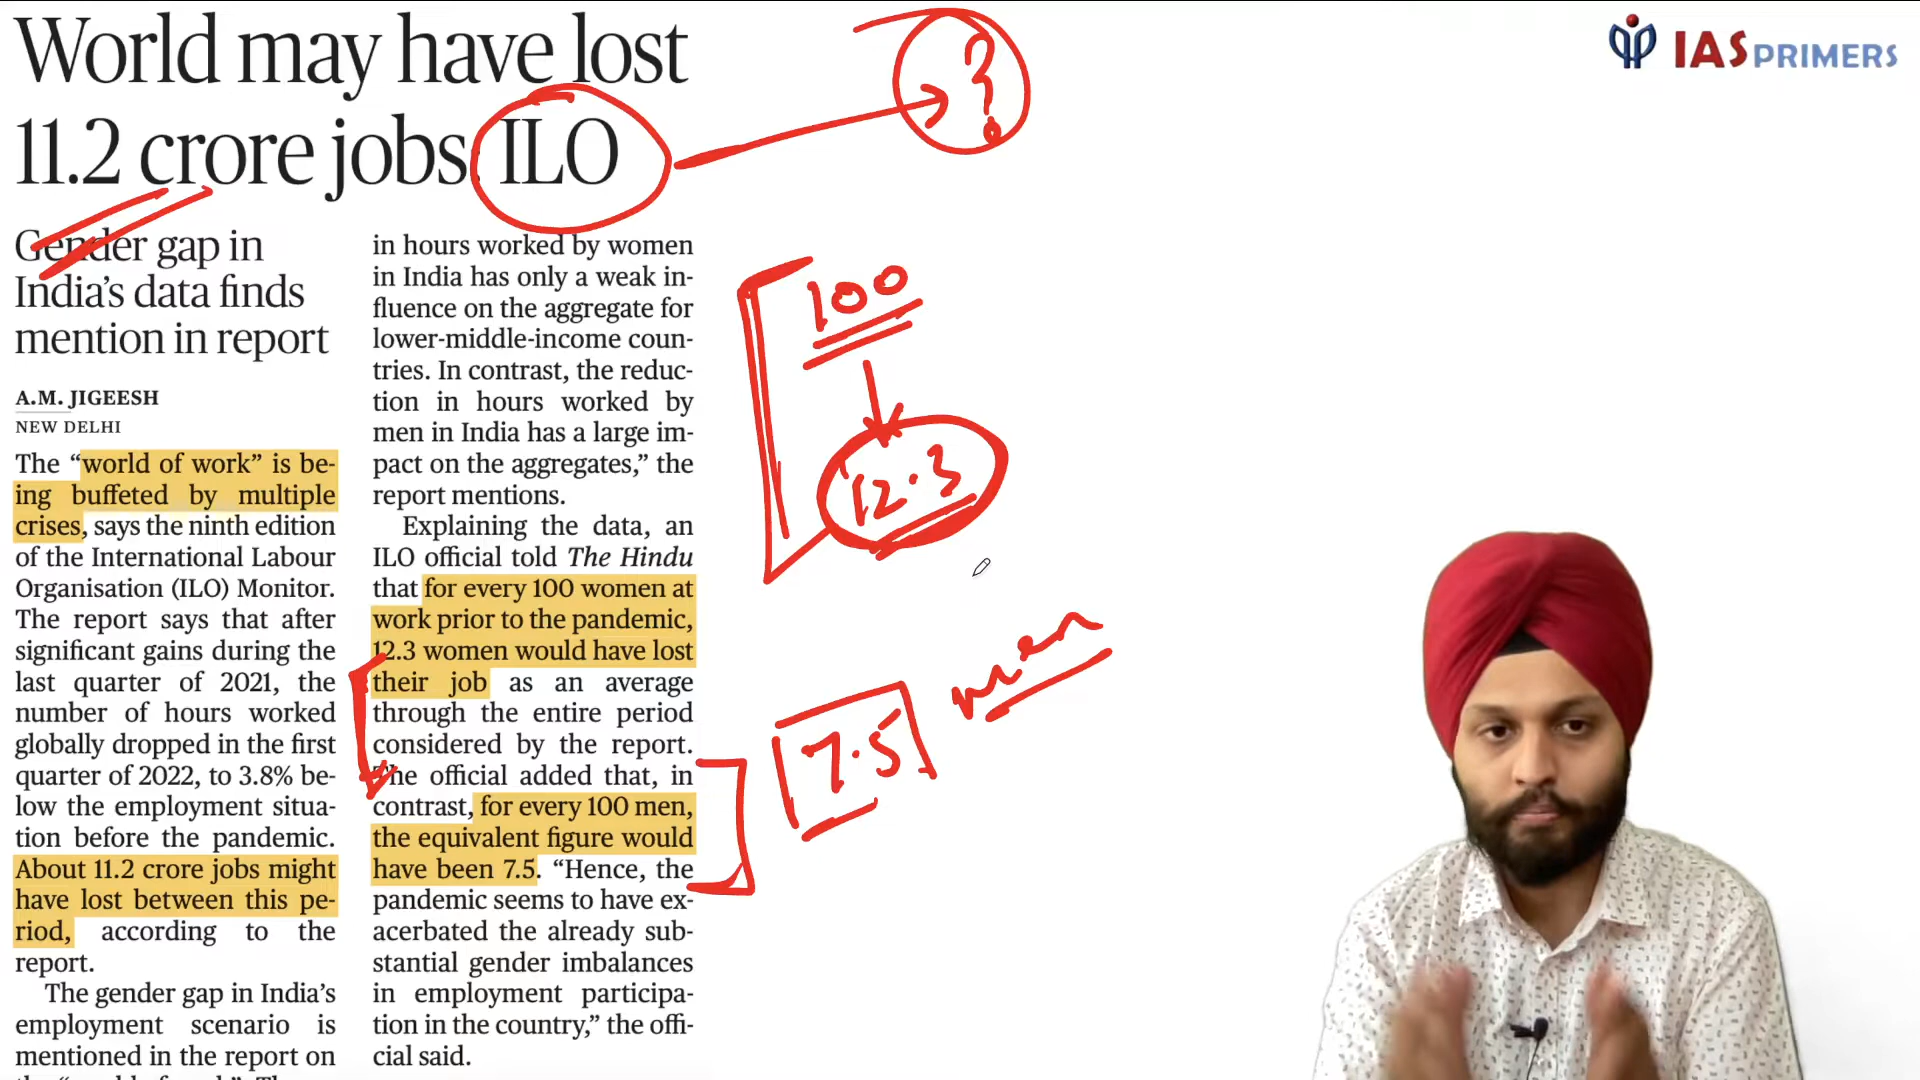 World may have lost
11.2 crore jobs: ILO
Gender gap in
India’s data finds
mention in report
A.M. JIGEESH
NEW DELHI
The “world of work” is be-
ing buffeted by multiple
crises, says the ninth edition
of the International Labour
Organisation (ILO) Monitor.
The report says that after
significant gains during the
last quarter of 2021, the
number of hours worked
globally dropped in the first
quarter of 2022, to 3.8% be-
low the employment situa-
tion before the pandemic.
About 11.2 crore jobs might
have lost between this pe-
riod, according to the
report.
The gender gap in India’s
employment scenario is
mentioned in the report on
in hours worked by women
in India has only a weak in-
fluence on the aggregate for
lower-middle-income coun-
tries. In contrast, the reduc-
tion in hours worked by
men in India has a large im-
pact on the aggregates,” the
report mentions.
Explaining the data, an
ILO official told The Hindu
that for every 100 women at
work prior to the pandemic,
12.3 women would have lost
their job as an average
through the entire period
considered by the report.
The official added that, in
contrast, for every 100 men,
the equivalent figure would
have been 7.5. “Hence, the
pandemic seems to have ex-
acerbated the already sub-
stantial gender imbalances
in employment participa-
tion in the country,” the offi-
cial said.
?
100
12.3
men
7.5
IAS PRIMERS